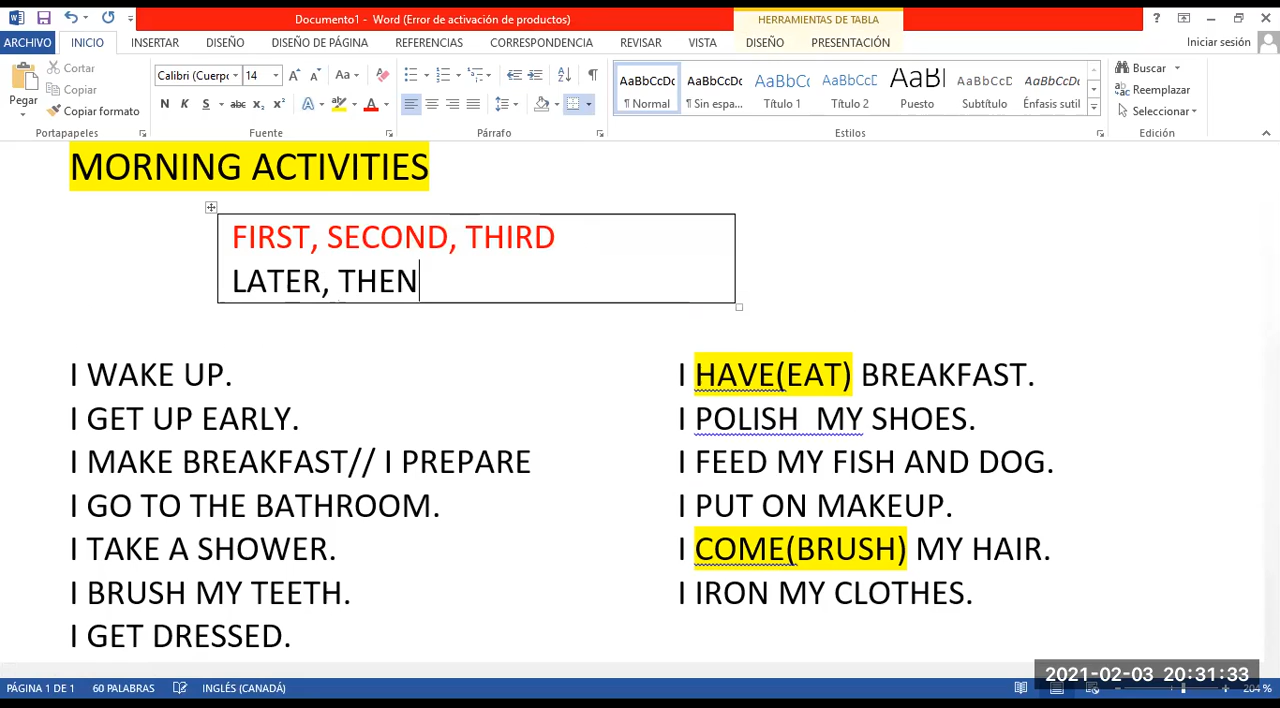 Documento1 - Word (Error de activación de productos)
HERRAMIENTAS DE TABLA
ARCHIVO INICIO INSERTAR DISEÑO DISEÑO DE PÁGINA REFERENCIAS CORRESPONDENCIA REVISAR VISTA DISEÑO PRESENTACIÓN Iniciar sesión
Pegar
Cortar
Copiar
Copiar formato
Portapapeles
Calibri (Cuerpo 14
N K S abc x₂ x²
Fuente
Párrafo
AaBbCcDc AaBbCcDc AaBbCc AaBbCcD AaBl AaBbCcD AaBbCcDc
¶ Normal ¶ Sin espa... Título 1 Título 2 Puesto Subtítulo Énfasis sutil
Estilos
Buscar
Reemplazar
Seleccionar
Edición
MORNING ACTIVITIES
FIRST, SECOND, THIRD
LATER, THEN
I WAKE UP.
I GET UP EARLY.
I MAKE BREAKFAST// I PREPARE
I GO TO THE BATHROOM.
I TAKE A SHOWER.
I BRUSH MY TEETH.
I GET DRESSED.
I HAVE(EAT) BREAKFAST.
I POLISH  MY SHOES.
I FEED MY FISH AND DOG.
I PUT ON MAKEUP.
I COME(BRUSH) MY HAIR.
I IRON MY CLOTHES.
2021-02-03 20:31:33
PÁGINA 1 DE 1 60 PALABRAS INGLÉS (CANADÁ) 204 %